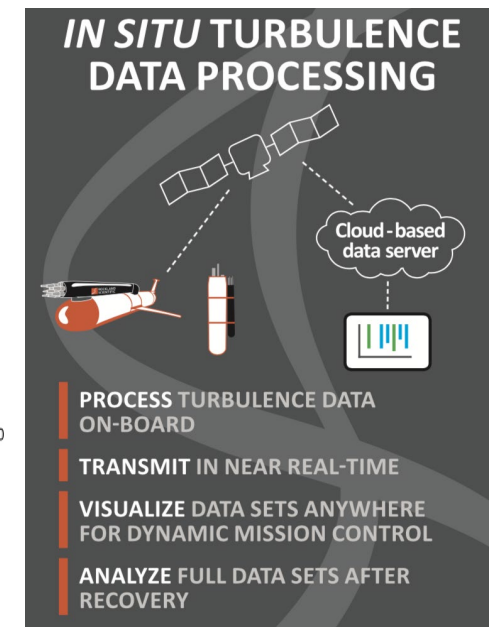 IN SITU TURBULENCE
DATA PROCESSING
Cloud-based
data server
PROCESS TURBULENCE DATA
ON-BOARD
TRANSMIT IN NEAR REAL-TIME
VISUALIZE DATA SETS ANYWHERE
FOR DYNAMIC MISSION CONTROL
ANALYZE FULL DATA SETS AFTER
RECOVERY